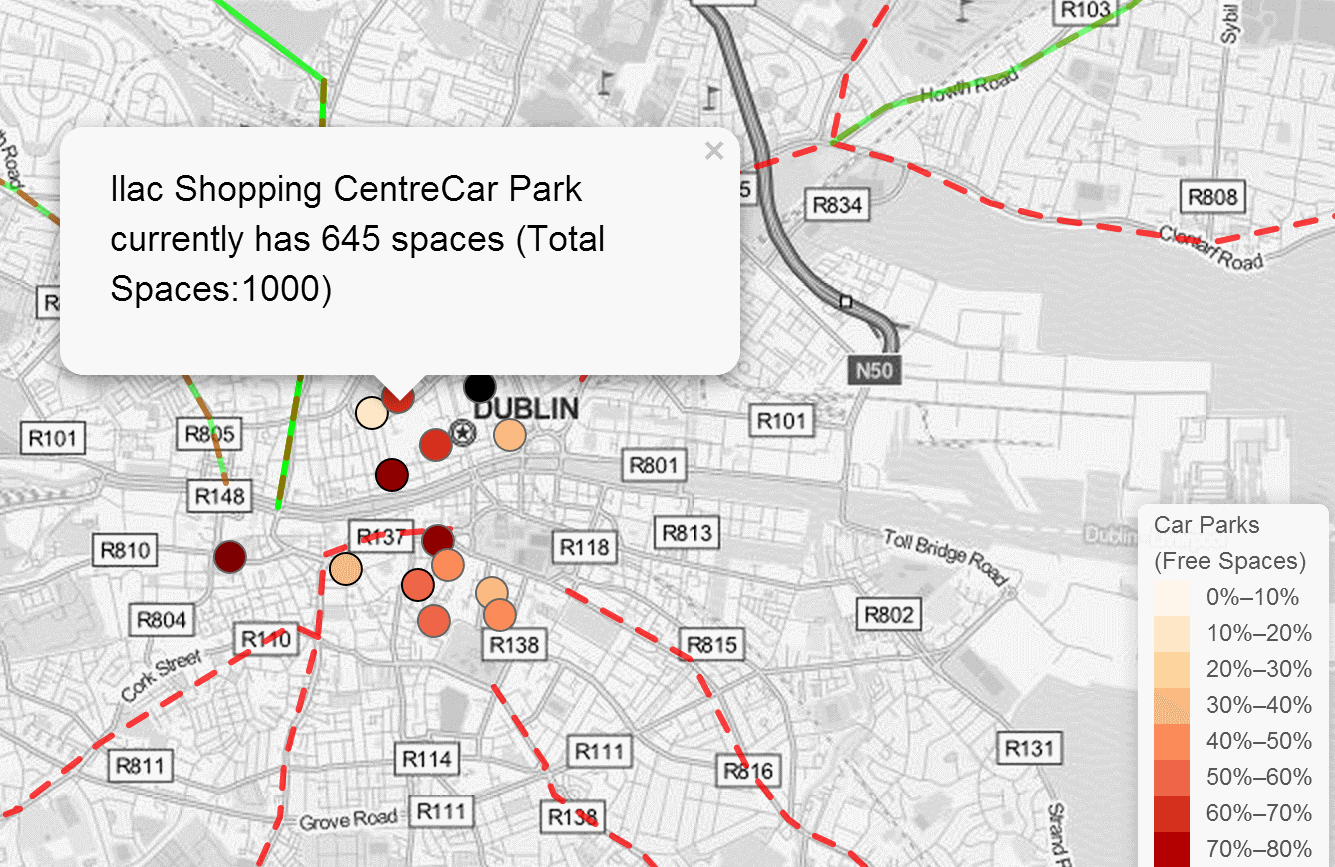 R103
Sybil
Howth Road
h Road
5
R834
R808
Clontarf Road
Ilac Shopping CentreCar Park
currently has 645 spaces (Total
Spaces:1000)
×
R
N50
DUBLIN
R101
R805
R101
R148
R801
R810
R137
R118
R813
Toll Bridge Road
Dublin
R804
R110
R138
R815
R802
Cork Street
R811
R114
R111
R816
R131
Grove Road
R111
R138
Strand R
Car Parks
(Free Spaces)
0%–10%
10%–20%
20%–30%
30%–40%
40%–50%
50%–60%
60%–70%
70%–80%